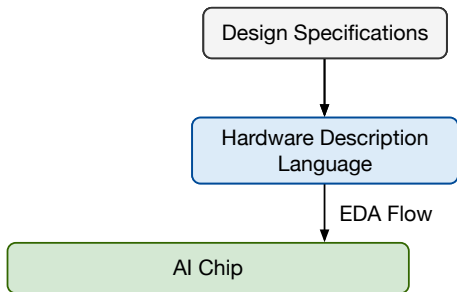 Design Specifications
Hardware Description
Language
EDA Flow
AI Chip